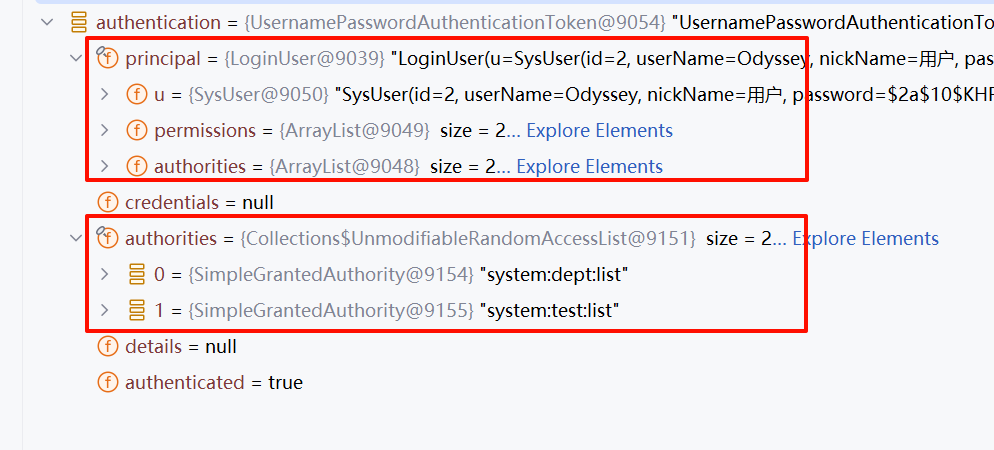 authentication = {UsernamePasswordAuthenticationToken@9054} "UsernamePasswordAuthenticationTo
principal = {LoginUser@9039} "LoginUser(u=SysUser(id=2, userName=Odyssey, nickName=用户, pas
u = {SysUser@9050} "SysUser(id=2, userName=Odyssey, nickName=用户, password=$2a$10$KHF
permissions = {ArrayList@9049} size = 2... Explore Elements
authorities = {ArrayList@9048} size = 2... Explore Elements
credentials = null
authorities = {Collections$UnmodifiableRandomAccessList@9151} size = 2... Explore Elements
0 = {SimpleGrantedAuthority@9154} "system:dept:list"
1 = {SimpleGrantedAuthority@9155} "system:test:list"
details = null
authenticated = true